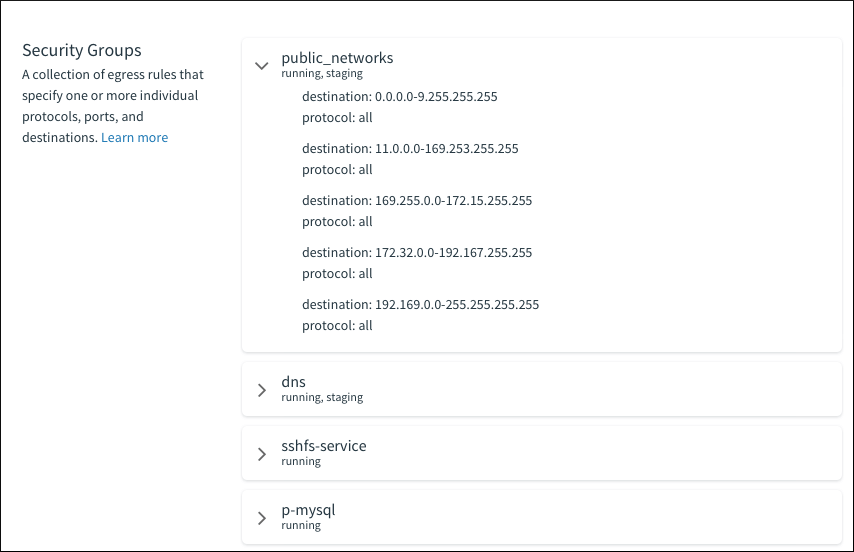 Security Groups
A collection of egress rules that
specify one or more individual
protocols, ports, and
destinations. Learn more
public_networks
running, staging
destination: 0.0.0.0-9.255.255.255
protocol: all
destination: 11.0.0.0-169.253.255.255
protocol: all
destination: 169.255.0.0-172.15.255.255
protocol: all
destination: 172.32.0.0-192.167.255.255
protocol: all
destination: 192.169.0.0-255.255.255.255
protocol: all
dns
running, staging
sshfs-service
running
p-mysql
running